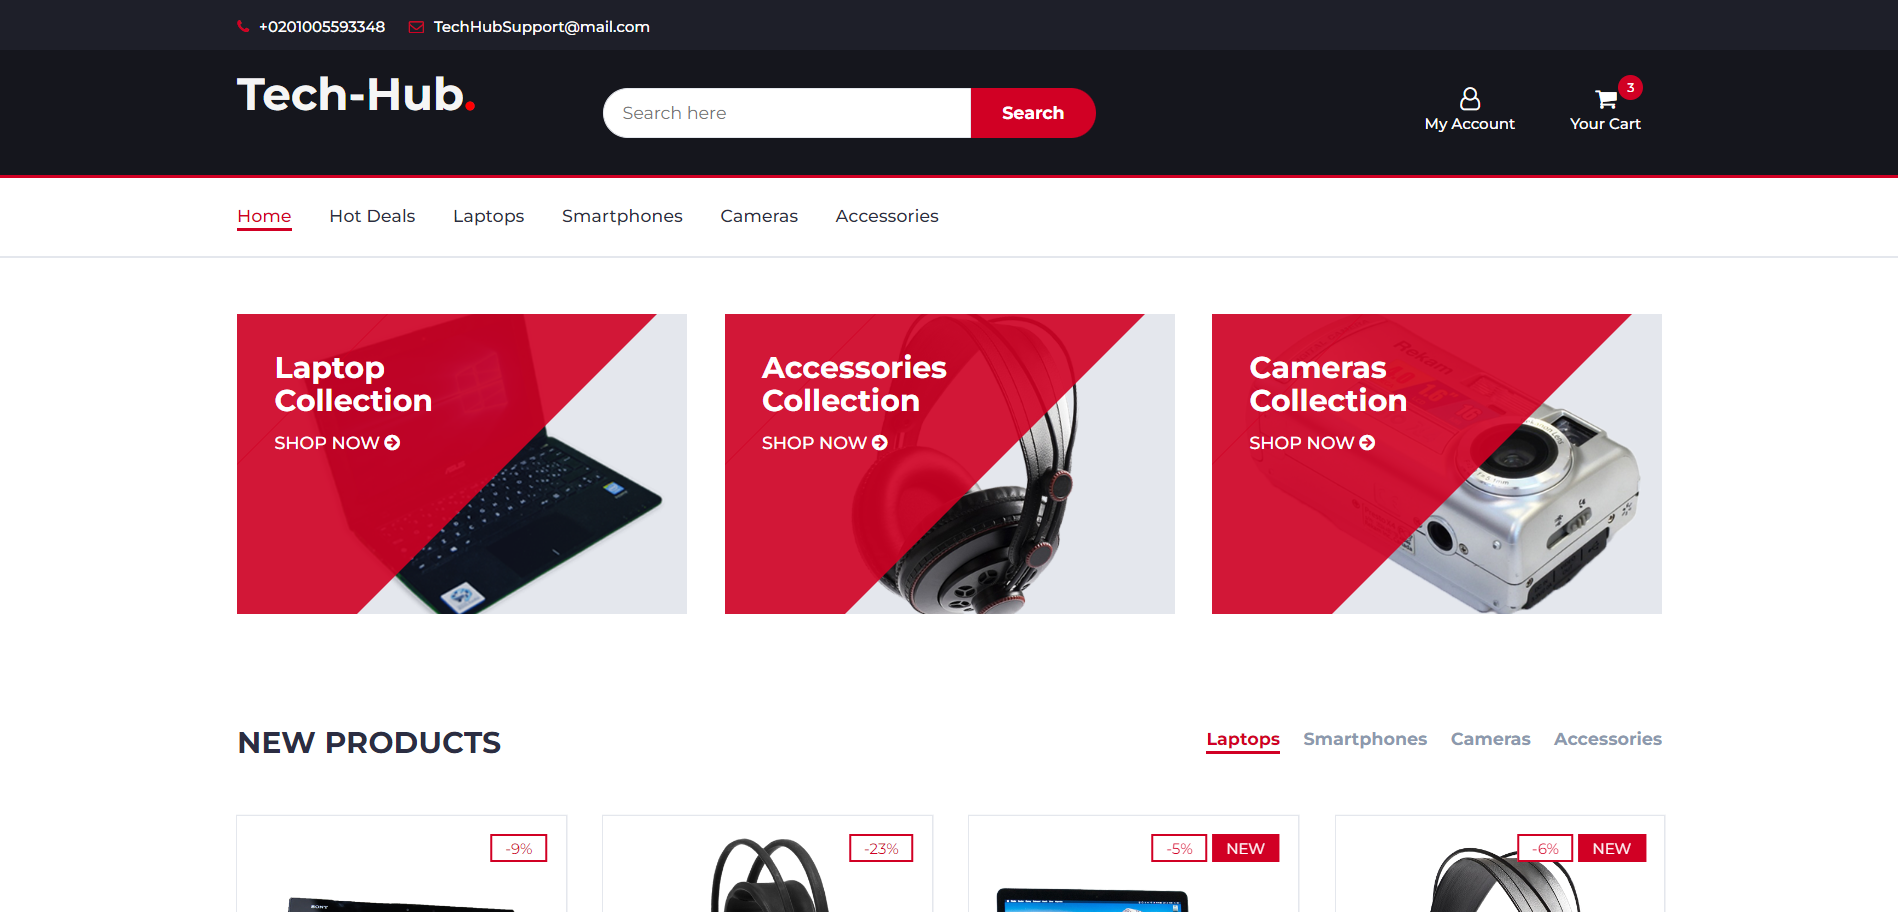 +0201005593348 TechHubSupport@mail.com
Tech-Hub.
Search here Search
My Account Your Cart 3
Home Hot Deals Laptops Smartphones Cameras Accessories
Laptop
Collection
SHOP NOW
Accessories
Collection
SHOP NOW
Cameras
Collection
SHOP NOW
Rekam
NEW PRODUCTS
Laptops Smartphones Cameras Accessories
-9%
SONY
-23%
-5% NEW
-6% NEW